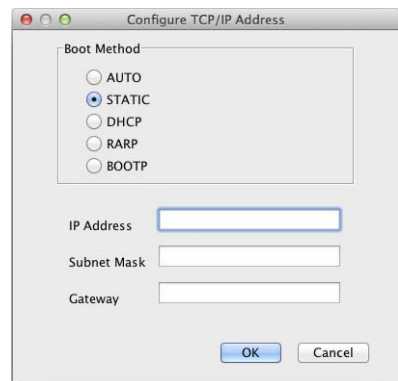 Configure TCP/IP Address
Boot Method
AUTO
STATIC
DHCP
RARP
BOOTP
IP Address
Subnet Mask
Gateway
OK Cancel